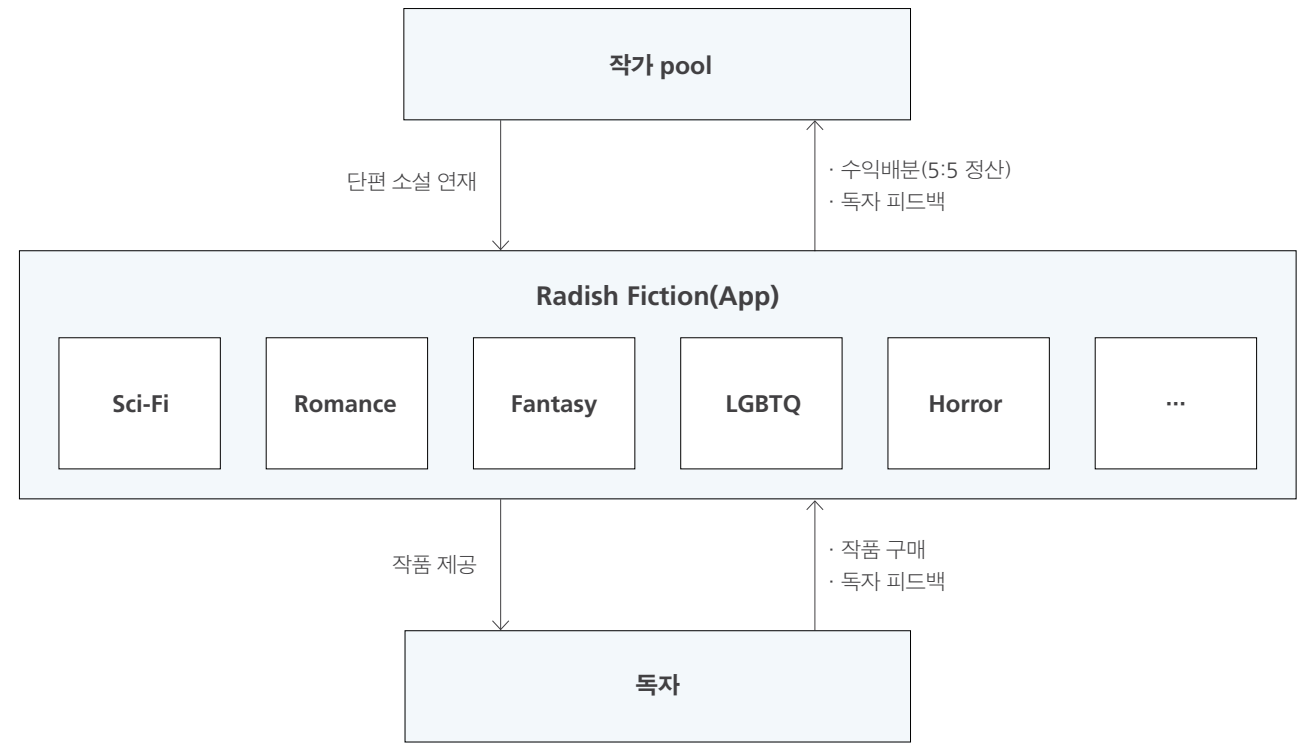 작가 pool
단편 소설 연재
· 수익배분(5:5 정산)
· 독자 피드백
Radish Fiction(App)
Sci-Fi
Romance
Fantasy
LGBTQ
Horror
···
작품 제공
· 작품 구매
· 독자 피드백
독자